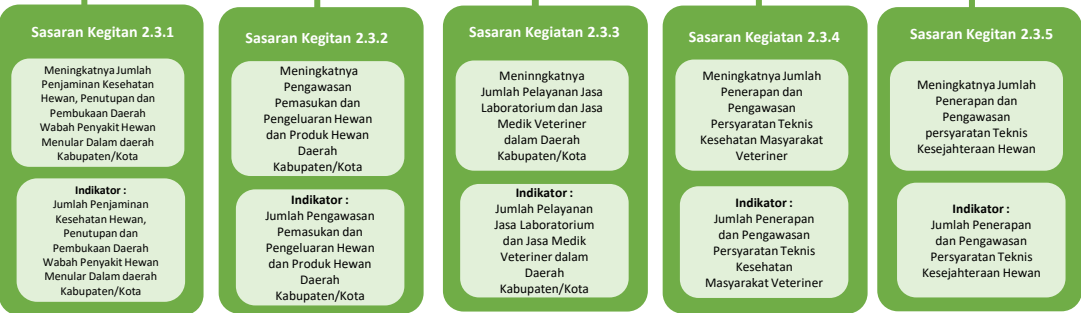 Sasaran Kegitan 2.3.1
Meningkatnya Jumlah
Penjaminan Kesehatan
Hewan, Penutupan dan
Pembukaan Daerah
Wabah Penyakit Hewan
Menular Dalam daerah
Kabupaten/Kota
Indikator :
Jumlah Penjaminan
Kesehatan Hewan,
Penutupan dan
Pembukaan Daerah
Wabah Penyakit Hewan
Menular Dalam daerah
Kabupaten/Kota
Sasaran Kegitan 2.3.2
Meningkatnya
Pengawasan
Pemasukan dan
Pengeluaran Hewan
dan Produk Hewan
Daerah
Kabupaten/Kota
Indikator :
Jumlah Pengawasan
Pemasukan dan
Pengeluaran Hewan
dan Produk Hewan
Daerah
Kabupaten/Kota
Sasaran Kegiatan 2.3.3
Meninngkatnya
Jumlah Pelayanan Jasa
Laboratorium dan Jasa
Medik Veteriner
dalam Daerah
Kabupaten/Kota
Indikator :
Jumlah Pelayanan
Jasa Laboratorium
dan Jasa Medik
Veteriner dalam
Daerah
Kabupaten/Kota
Sasaran Kegiatan 2.3.4
Meningkatnya Jumlah
Penerapan dan
Pengawasan
Persyaratan Teknis
Kesehatan Masyarakat
Veteriner
Indikator :
Jumlah Penerapan
dan Pengawasan
Persyaratan Teknis
Kesehatan
Masyarakat Veteriner
Sasaran Kegiatan 2.3.5
Meningkatnya Jumlah
Penerapan dan
Pengawasan
persyaratan Teknis
Kesejahteraan Hewan
Indikator :
Jumlah Penerapan
dan Pengawasan
Persyaratan Teknis
Kesejahteraan Hewan